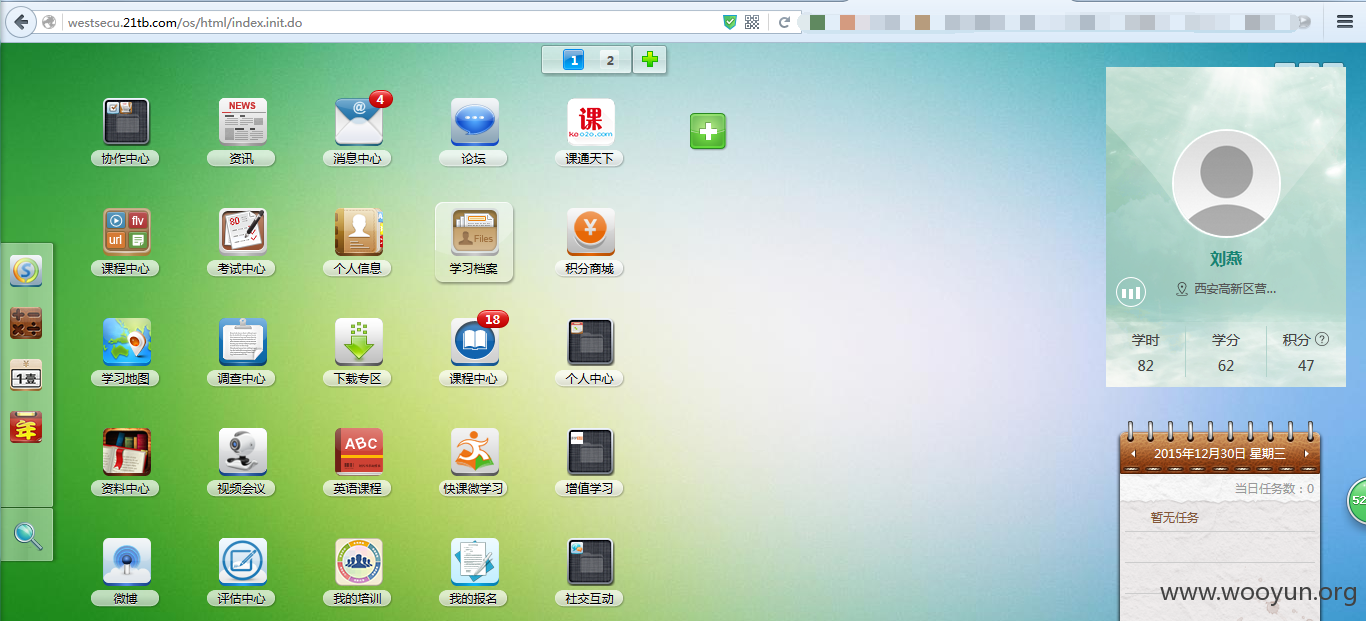 westsecu.21tb.com/os/html/index.init.do
1 2
NEWS
4
课
koozo.com
协作中心 资讯 消息中心 论坛 课通天下
flv
url
80
Files
¥
课程中心 考试中心 个人信息 学习档案 积分商城
18
学习地图 调查中心 下载专区 课程中心 个人中心
ABC
资料中心 视频会议 英语课程 快课微学习 增值学习
微博 评估中心 我的培训 我的报名 社交互动
S
¥
1壹
年
刘燕
西安高新区营...
学时 学分 积分 ?
82 62 47
2015年12月30日 星期三
当日任务数：0
暂无任务
52
www.wooyun.org